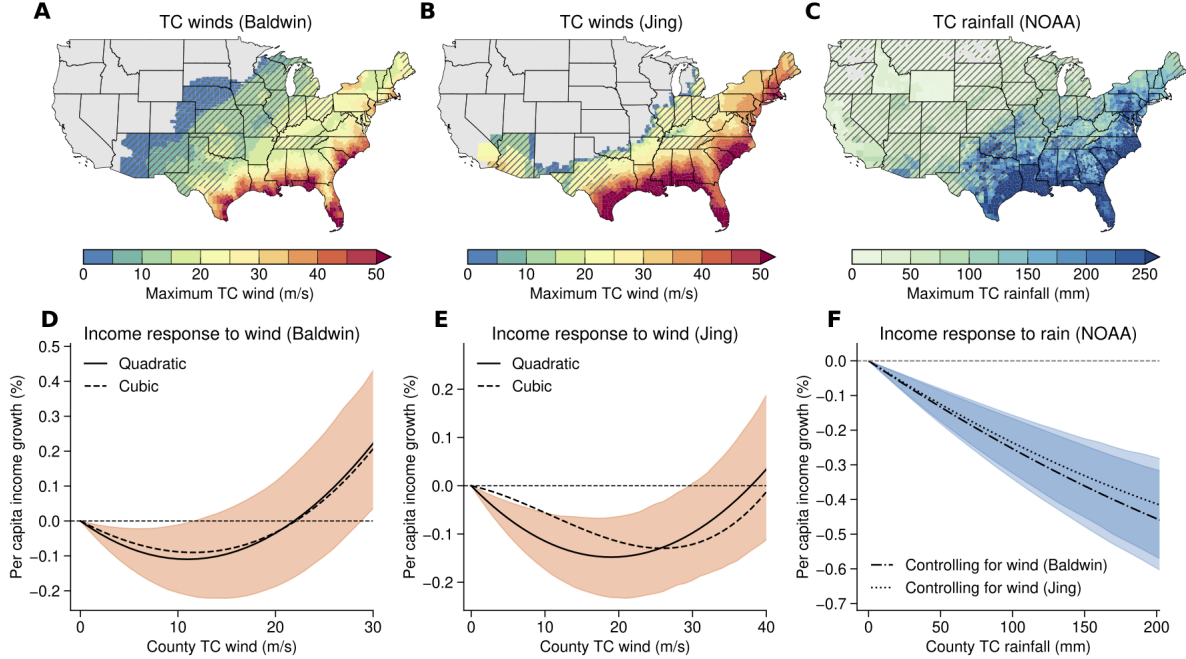 A TC winds (Baldwin)
0 10 20 30 40 50
Maximum TC wind (m/s)
B TC winds (Jing)
0 10 20 30 40 50
Maximum TC wind (m/s)
C TC rainfall (NOAA)
0 50 100 150 200 250
Maximum TC rainfall (mm)
D Income response to wind (Baldwin)
Quadratic
Cubic
Per capita income growth (%)
0.5
0.4
0.3
0.2
0.1
0.0
−0.1
−0.2
0 10 20 30
County TC wind (m/s)
E Income response to wind (Jing)
Quadratic
Cubic
Per capita income growth (%)
0.2
0.1
0.0
−0.1
−0.2
0 10 20 30 40
County TC wind (m/s)
F Income response to rain (NOAA)
Per capita income growth (%)
0.0
−0.1
−0.2
−0.3
−0.4
−0.5
−0.6
−0.7
Controlling for wind (Baldwin)
Controlling for wind (Jing)
0 50 100 150 200
County TC rainfall (mm)